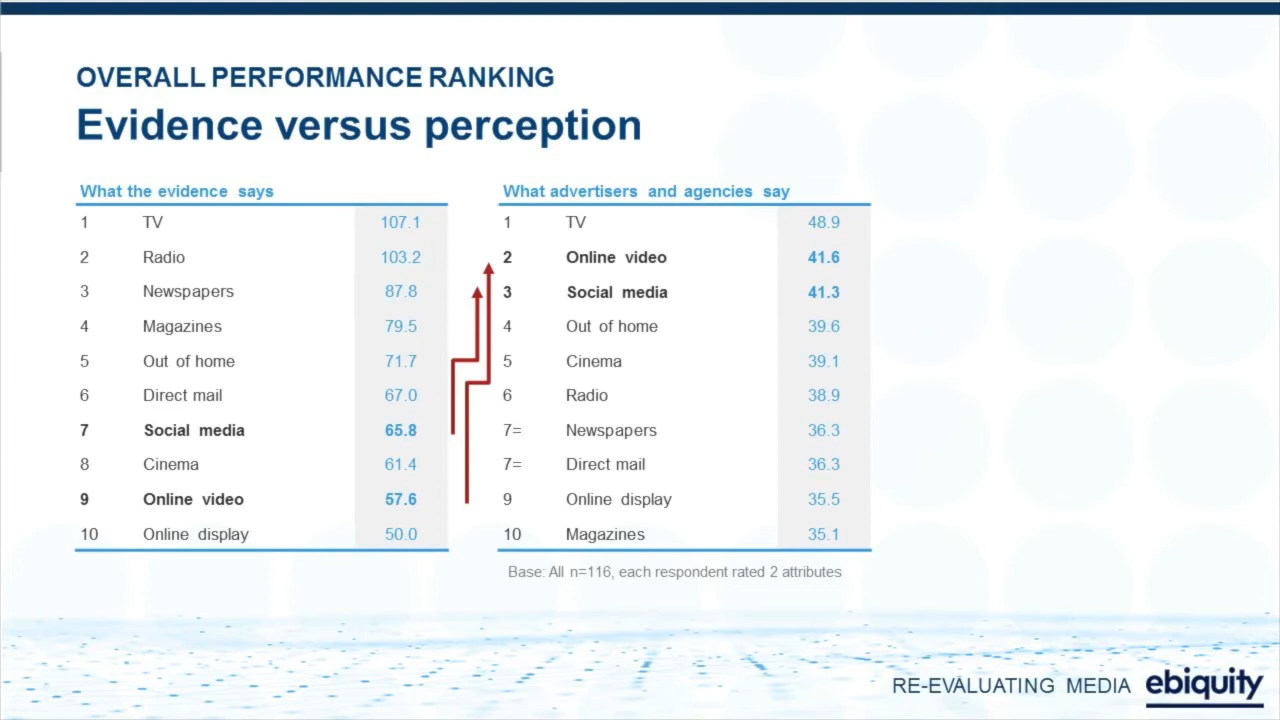 OVERALL PERFORMANCE RANKING
Evidence versus perception
What the evidence says
1 TV 107.1
2 Radio 103.2
3 Newspapers 87.8
4 Magazines 79.5
5 Out of home 71.7
6 Direct mail 67.0
7 Social media 65.8
8 Cinema 61.4
9 Online video 57.6
10 Online display 50.0
What advertisers and agencies say
1 TV 48.9
2 Online video 41.6
3 Social media 41.3
4 Out of home 39.6
5 Cinema 39.1
6 Radio 38.9
7= Newspapers 36.3
7= Direct mail 36.3
9 Online display 35.5
10 Magazines 35.1
Base: All n=116, each respondent rated 2 attributes
RE-EVALUATING MEDIA ebiquity